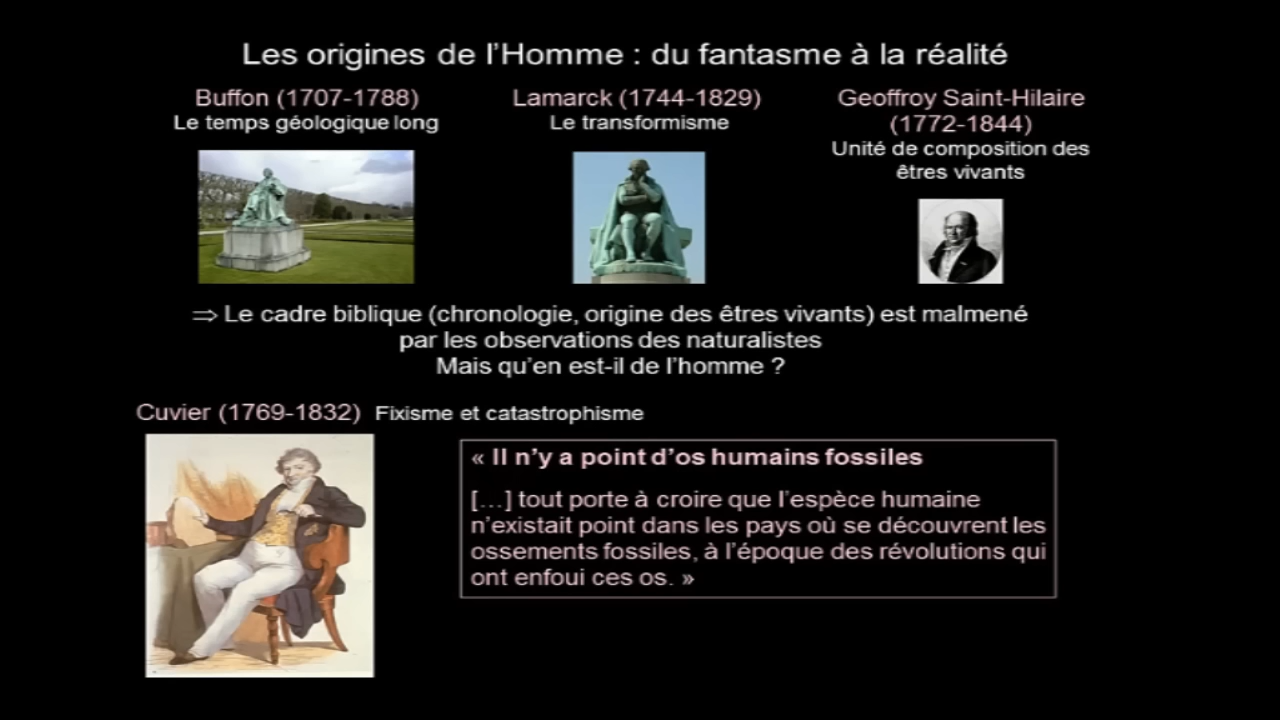 Les origines de l'Homme : du fantasme à la réalité
Buffon (1707-1788)
Le temps géologique long
Lamarck (1744-1829)
Le transformisme
Geoffroy Saint-Hilaire
(1772-1844)
Unité de composition des
êtres vivants
⇒ Le cadre biblique (chronologie, origine des êtres vivants) est malmené
par les observations des naturalistes
Mais qu'en est-il de l'homme ?
Cuvier (1769-1832) Fixisme et catastrophisme
« Il n'y a point d'os humains fossiles
[…] tout porte à croire que l'espèce humaine
n'existait point dans les pays où se découvrent les
ossements fossiles, à l'époque des révolutions qui
ont enfoui ces os. »